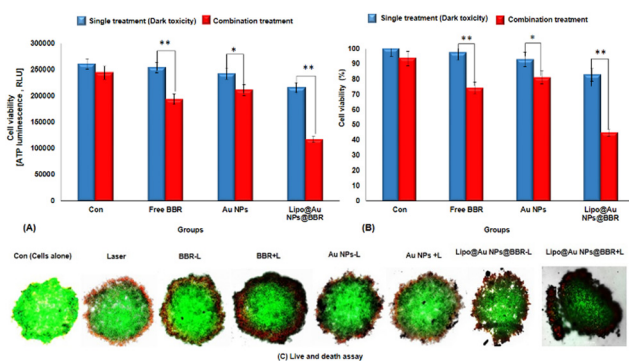 Single treatment (Dark toxicity)
Combination treatment
Cell viability
[ATP luminescence , RLU]
300000
250000
200000
150000
100000
50000
0
**
*
**
Con
Free BBR
Au NPs
Lipo@Au
NPs@BBR
(A)
Groups
Single treatment (Dark toxicity)
Combination treatment
Cell viability (%)
100
90
80
70
60
50
40
30
20
10
0
**
*
**
Con
Free BBR
Au NPs
Lipo@Au
NPs@BBR
(B)
Groups
Con (Cells alone)
Laser
BBR-L
BBR+L
Au NPs-L
Au NPs +L
Lipo@Au NPs@BBR-L
Lipo@Au NPs@BBR+L
(C) Live and death assay